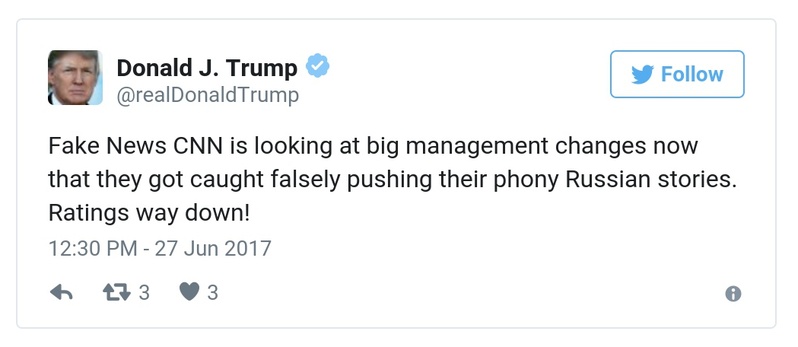 Donald J. Trump
@realDonaldTrump
Follow
Fake News CNN is looking at big management changes now
that they got caught falsely pushing their phony Russian stories.
Ratings way down!
12:30 PM - 27 Jun 2017
3 3